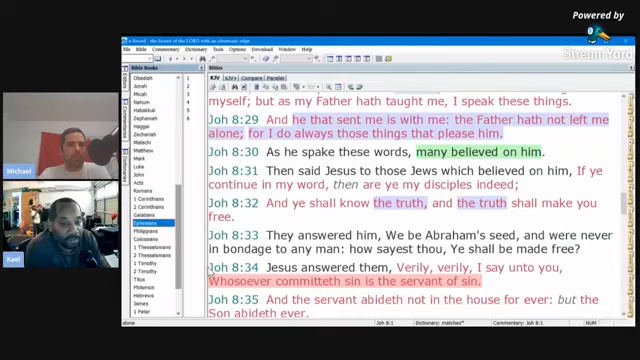 Powered by
Stream Yard
e-Sword - the Sword of the LORD with an electronic edge
File Edit Bible Commentary Dictionary Options Download Window Help
Bible Books
Bibles
KJV KJV+ Compare Parallel
Obadiah
Jonah
Micah
Nahum
Habakkuk
Zephaniah
Haggai
Zechariah
Malachi
Matthew
Mark
Luke
John
Acts
Romans
1 Corinthians
2 Corinthians
Galatians
Ephesians
Philippians
Colossians
1 Thessalonians
2 Thessalonians
1 Timothy
2 Timothy
Titus
Philemon
Hebrews
James
1 Peter
1
2
3
4
5
6
myself; but as my Father hath taught me, I speak these things.
Joh 8:29 And he that sent me is with me: the Father hath not left me
alone; for I do always those things that please him.
Joh 8:30 As he spake these words, many believed on him.
Joh 8:31 Then said Jesus to those Jews which believed on him, If ye
continue in my word, then are ye my disciples indeed;
Joh 8:32 And ye shall know the truth, and the truth shall make you
free.
Joh 8:33 They answered him, We be Abraham's seed, and were never
in bondage to any man: how sayest thou, Ye shall be made free?
Joh 8:34 Jesus answered them, Verily, verily, I say unto you,
Whosoever committeth sin is the servant of sin.
Joh 8:35 And the servant abideth not in the house for ever: but the
Son abideth ever.
Michael
Kael
Joh 8:1
Dictionary: matches*
Commentary: Joh 8:1